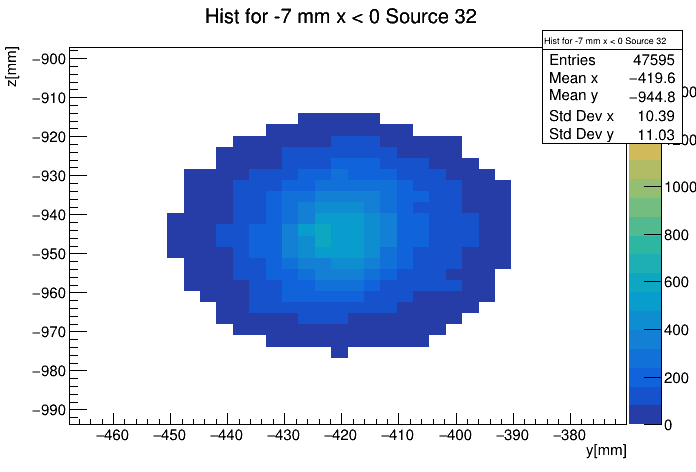 Hist for -7 mm x < 0 Source 32
z[mm]
Hist for -7 mm x < 0 Source 32
Entries 47595
Mean x −419.6
Mean y −944.8
Std Dev x 10.39
Std Dev y 11.03
−900
−910
−920
−930
−940
−950
−960
−970
−980
−990
1000
800
600
400
200
0
−460 −450 −440 −430 −420 −410 −400 −390 −380
y[mm]